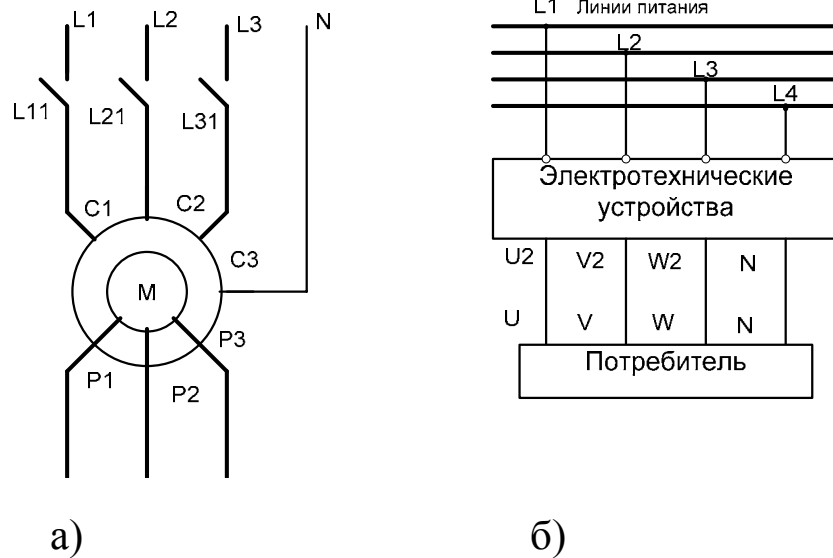 L1 L2 L3 N
L11 L21 L31
C1 C2
C3
M
P3
P1 P2
а)
L1 Линии питания
L2
L3
L4
Электротехнические
устройства
U2 V2 W2 N
U V W N
Потребитель
б)